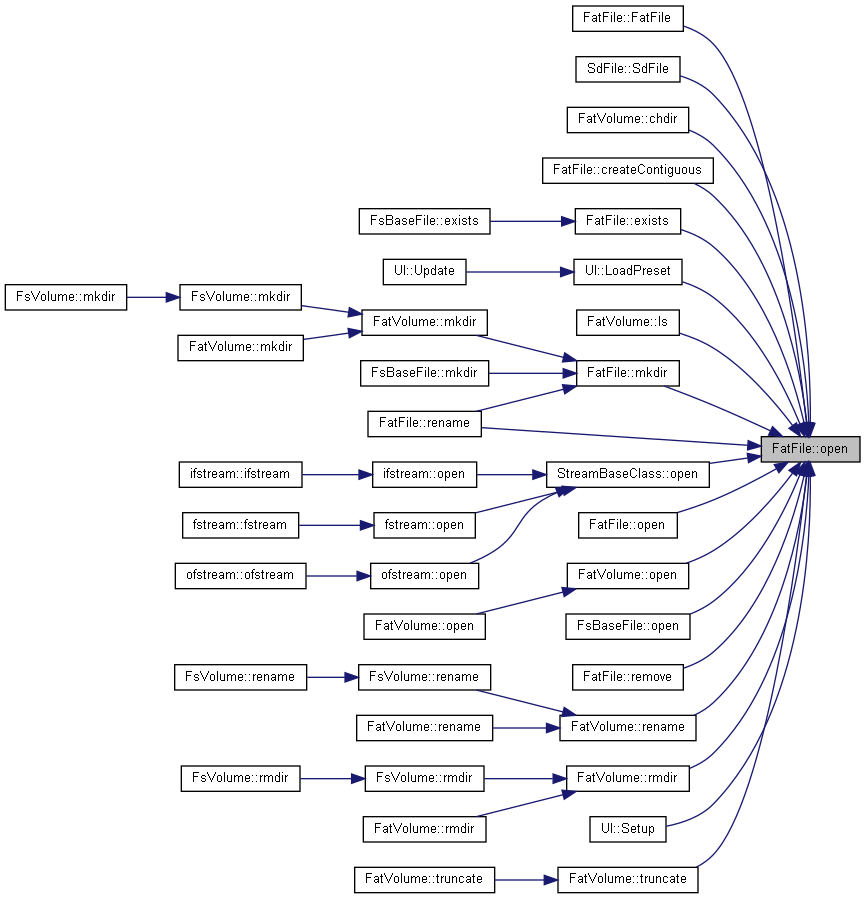 FatFile::FatFile
SdFile::SdFile
FatVolume::chdir
FatFile::createContiguous
FsBaseFile::exists
FatFile::exists
UI::Update
UI::LoadPreset
FsVolume::mkdir
FsVolume::mkdir
FatVolume::mkdir
FatVolume::ls
FatVolume::mkdir
FsBaseFile::mkdir
FatFile::mkdir
FatFile::rename
FatFile::open
ifstream::ifstream
ifstream::open
StreamBaseClass::open
fstream::fstream
fstream::open
FatFile::open
ofstream::ofstream
ofstream::open
FatVolume::open
FatVolume::open
FsBaseFile::open
FsVolume::rename
FsVolume::rename
FatFile::remove
FatVolume::rename
FatVolume::rename
FsVolume::rmdir
FsVolume::rmdir
FatVolume::rmdir
FatVolume::rmdir
UI::Setup
FatVolume::truncate
FatVolume::truncate